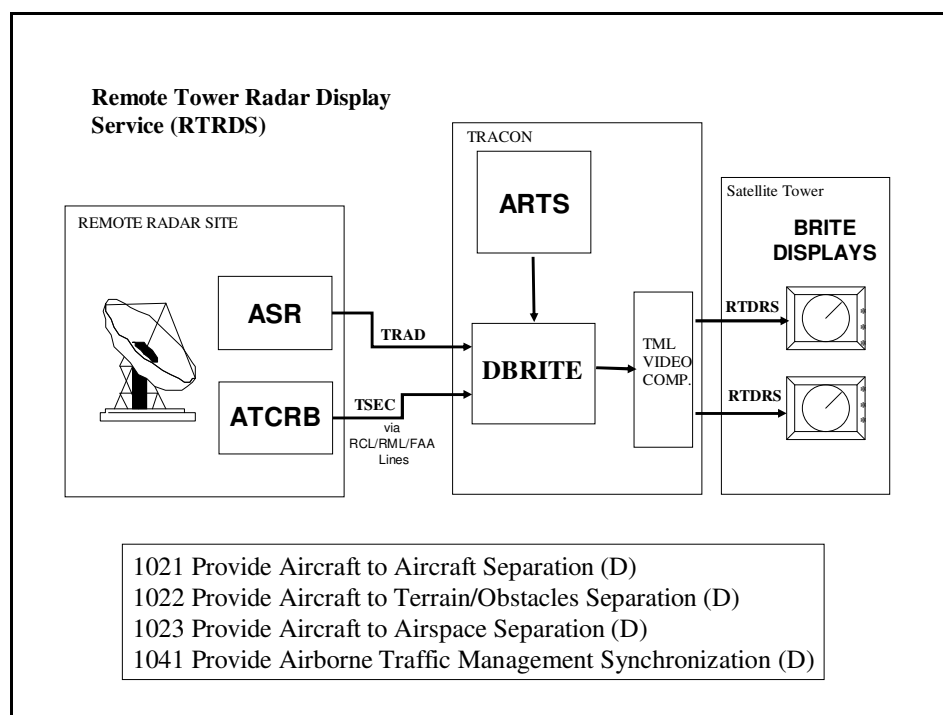 Remote Tower Radar Display
Service (RTRDS)
TRACON
ARTS
Satellite Tower
BRITE
DISPLAYS
REMOTE RADAR SITE
ASR
TRAD
ATCRB
TSEC
via
RCL/RML/FAA
Lines
DBRITE
TML
VIDEO
COMP.
RTDRS
RTDRS
1021 Provide Aircraft to Aircraft Separation (D)
1022 Provide Aircraft to Terrain/Obstacles Separation (D)
1023 Provide Aircraft to Airspace Separation (D)
1041 Provide Airborne Traffic Management Synchronization (D)